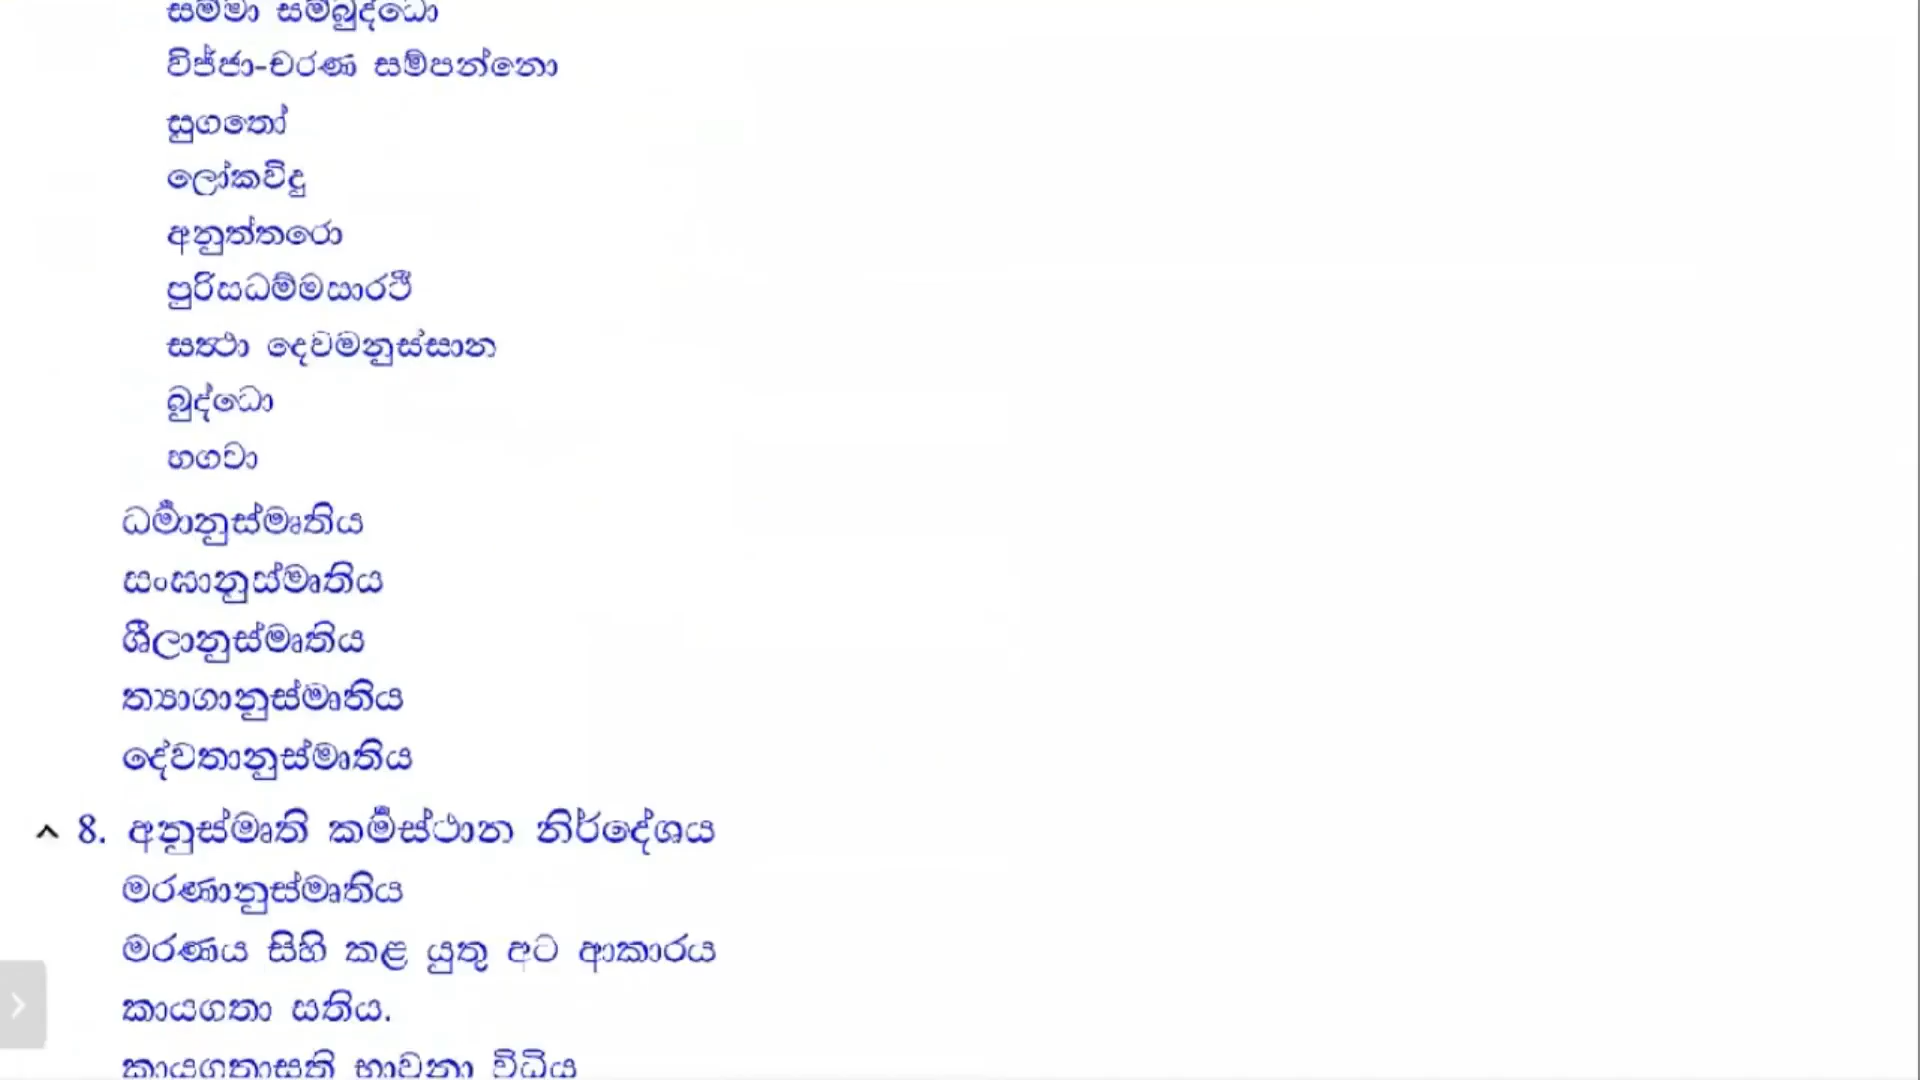 සම්මා සම්බුද්ධො
විජ්ජා-චරණ සම්පන්නො
සුගතෝ
ලෝකවිදු
අනුත්තරො
පුරිසධම්මසාරථී
සත්‍ථා දෙවමනුස්සාන
බුද්ධො
භගවා
ධර්‍මානුස්මෘතිය
සංඝානුස්මෘතිය
ශීලානුස්මෘතිය
ත්‍යාගානුස්මෘතිය
දේවතානුස්මෘතිය
8. අනුස්මෘති කර්‍මස්ථාන නිර්දේශය
මරණානුස්මෘතිය
මරණය සිහි කළ යුතු අට ආකාරය
කායගතා සතිය.
කායගතාසති භාවනා විධිය